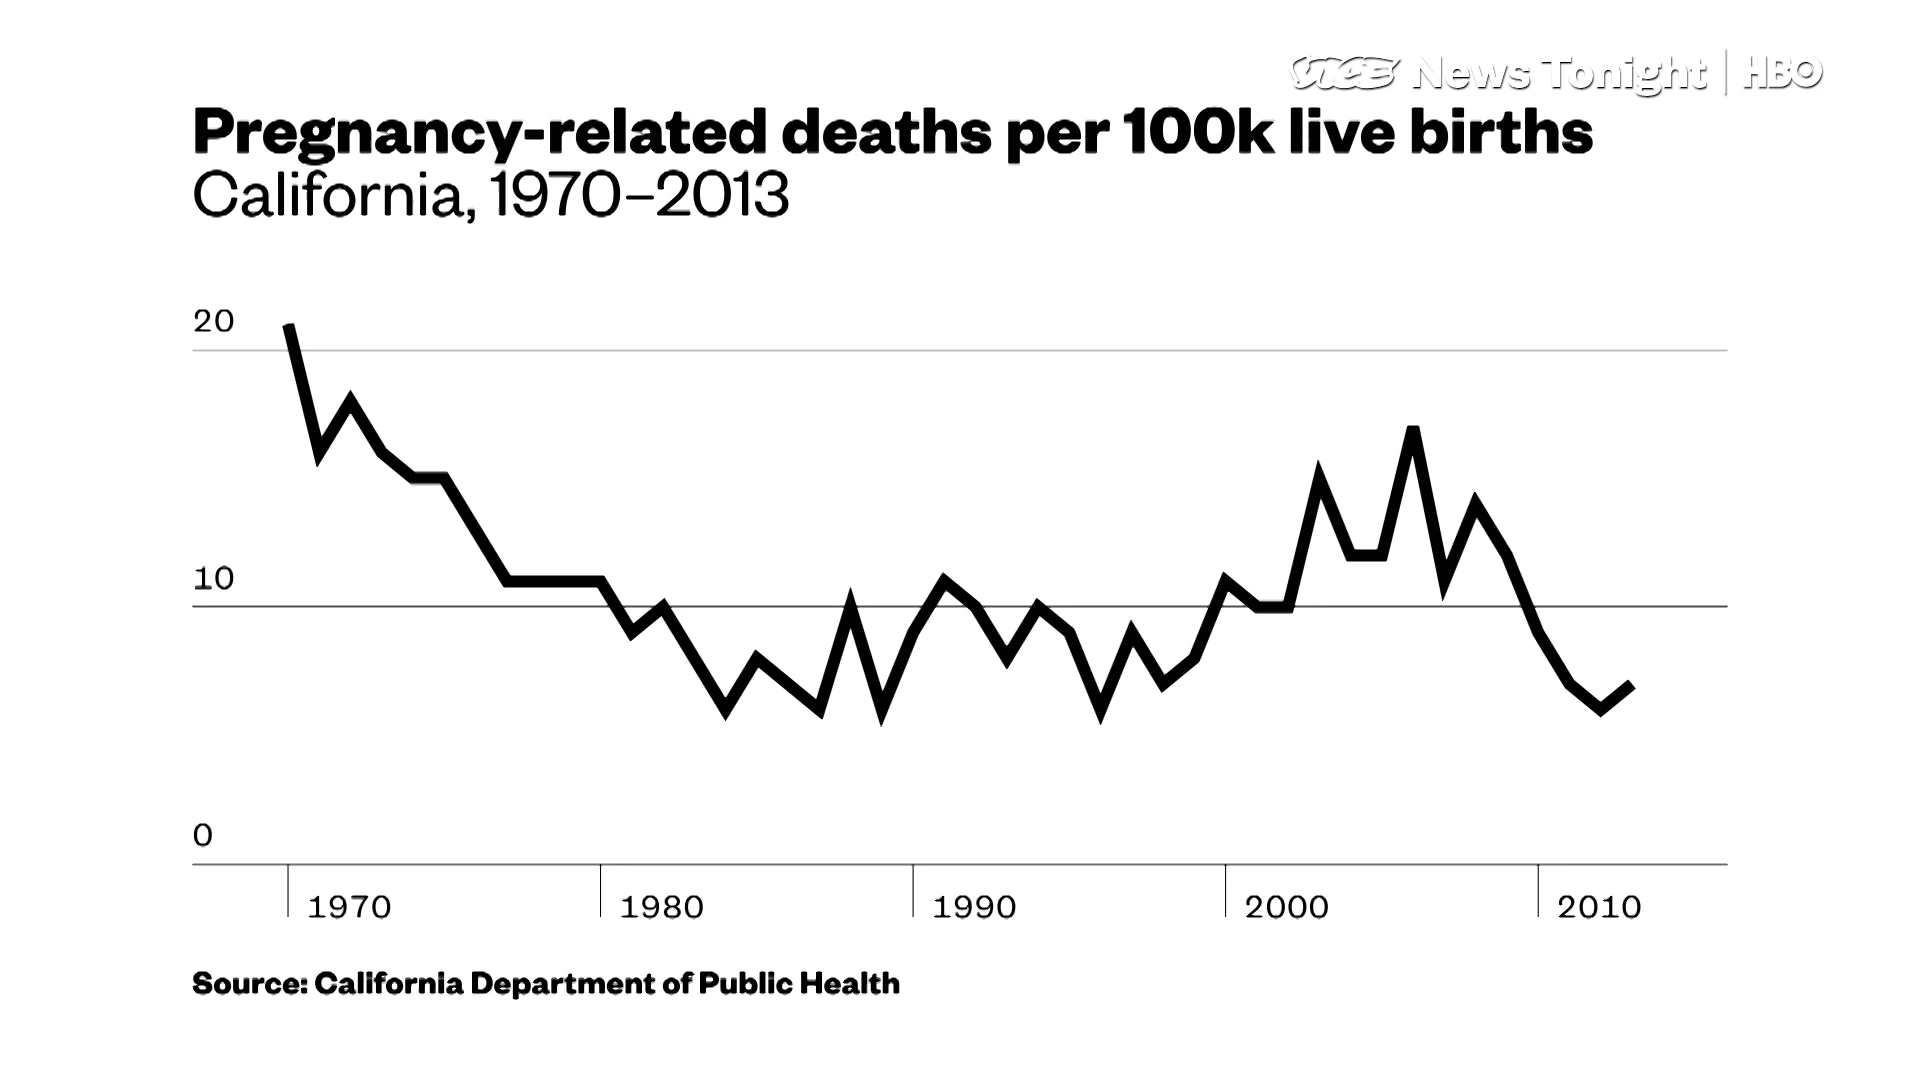 VICE News Tonight | HBO
Pregnancy-related deaths per 100k live births
California, 1970–2013
20
10
0
1970 1980 1990 2000 2010
Source: California Department of Public Health